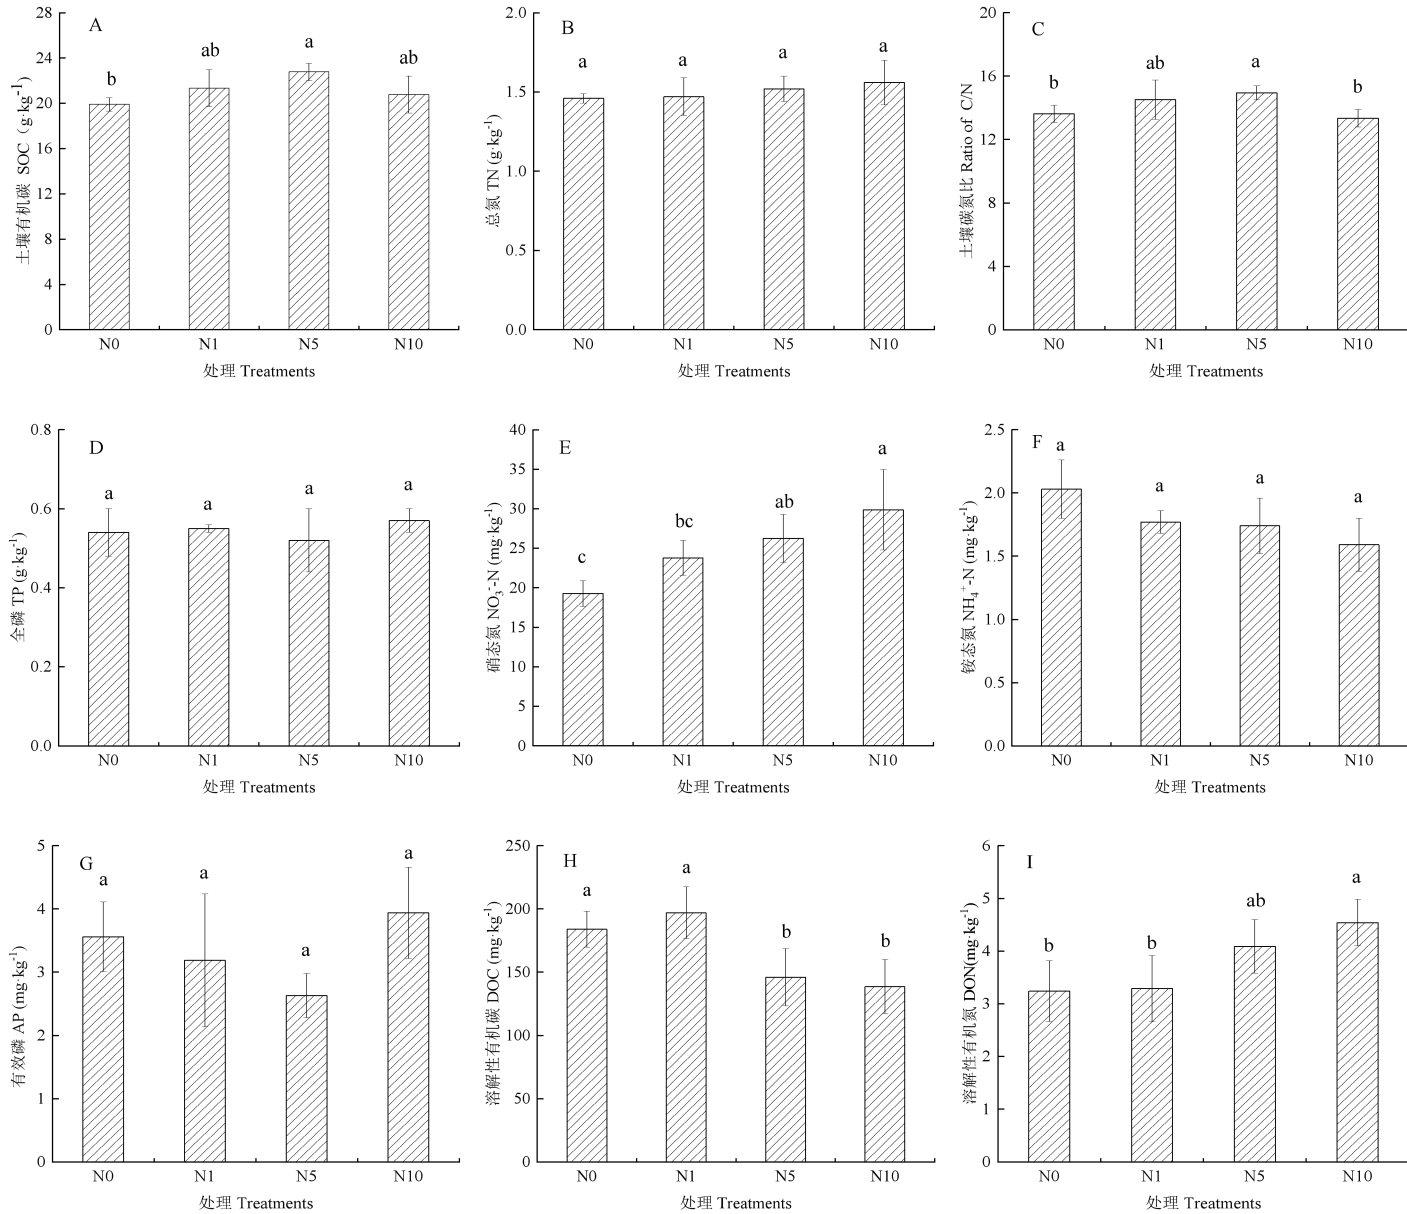 A
土壤有机碳 SOC（g·kg⁻¹)
28
24
20
16
12
8
4
0
b
ab
a
ab
N0 N1 N5 N10
处理 Treatments
B
总氮 TN (g·kg⁻¹)
2.0
1.5
1.0
0.5
0.0
a
a
a
a
N0 N1 N5 N10
处理 Treatments
C
土壤碳氮比 Ratio of C/N
20
16
12
8
4
0
b
ab
a
b
N0 N1 N5 N10
处理 Treatments
D
全磷 TP (g·kg⁻¹)
0.8
0.6
0.4
0.2
0.0
a
a
a
a
N0 N1 N5 N10
处理 Treatments
E
硝态氮 NO₃⁻-N (mg·kg⁻¹)
40
35
30
25
20
15
10
5
0
c
bc
ab
a
N0 N1 N5 N10
处理 Treatments
F
铵态氮 NH₄⁺-N (mg·kg⁻¹)
2.5
2.0
1.5
1.0
0.5
0.0
a
a
a
a
N0 N1 N5 N10
处理 Treatments
G
有效磷 AP (mg·kg⁻¹)
5
4
3
2
1
0
a
a
a
a
N0 N1 N5 N10
处理 Treatments
H
溶解性有机碳 DOC (mg·kg⁻¹)
250
200
150
100
50
0
a
a
b
b
N0 N1 N5 N10
处理 Treatments
I
溶解性有机氮 DON(mg·kg⁻¹)
6
5
4
3
2
1
0
b
b
ab
a
N0 N1 N5 N10
处理 Treatments